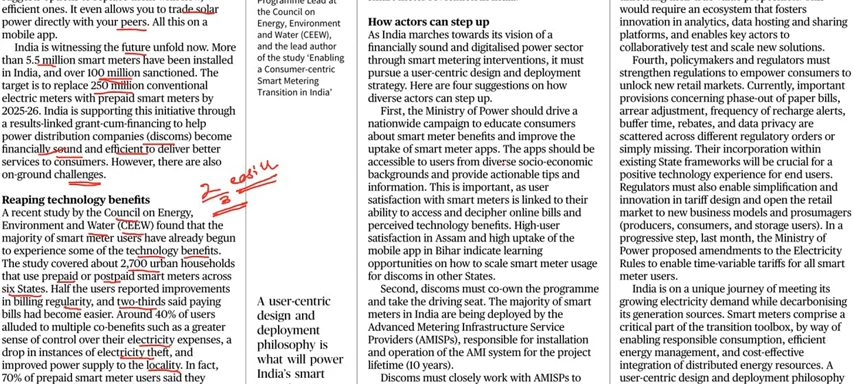 efficient ones. It even allows you to trade solar
power directly with your peers. All this on a
mobile app.
India is witnessing the future unfold now. More
than 5.5 million smart meters have been installed
in India, and over 100 million sanctioned. The
target is to replace 250 million conventional
electric meters with prepaid smart meters by
2025-26. India is supporting this initiative through
a results-linked grant-cum-financing to help
power distribution companies (discoms) become
financially sound and efficient to deliver better
services to consumers. However, there are also
on-ground challenges.
Reaping technology benefits
A recent study by the Council on Energy,
Environment and Water (CEEW) found that the
majority of smart meter users have already begun
to experience some of the technology benefits.
The study covered about 2,700 urban households
that use prepaid or postpaid smart meters across
six States. Half the users reported improvements
in billing regularity, and two-thirds said paying
bills had become easier. Around 40% of users
alluded to multiple co-benefits such as a greater
sense of control over their electricity expenses, a
drop in instances of electricity theft, and
improved power supply to the locality. In fact,
70% of prepaid smart meter users said they
Programme Lead at
the Council on
Energy, Environment
and Water (CEEW),
and the lead author
of the study 'Enabling
a Consumer-centric
Smart Metering
Transition in India'
2
3
A user-centric
design and
deployment
philosophy is
what will power
India's smart
How actors can step up
As India marches towards its vision of a
financially sound and digitalised power sector
through smart metering interventions, it must
pursue a user-centric design and deployment
strategy. Here are four suggestions on how
diverse actors can step up.
First, the Ministry of Power should drive a
nationwide campaign to educate consumers
about smart meter benefits and improve the
uptake of smart meter apps. The apps should be
accessible to users from diverse socio-economic
backgrounds and provide actionable tips and
information. This is important, as user
satisfaction with smart meters is linked to their
ability to access and decipher online bills and
perceived technology benefits. High-user
satisfaction in Assam and high uptake of the
mobile app in Bihar indicate learning
opportunities on how to scale smart meter usage
for discoms in other States.
Second, discoms must co-own the programme
and take the driving seat. The majority of smart
meters in India are being deployed by the
Advanced Metering Infrastructure Service
Providers (AMISPs), responsible for installation
and operation of the AMI system for the project
lifetime (10 years).
Discoms must closely work with AMISPs to
would require an ecosystem that fosters
innovation in analytics, data hosting and sharing
platforms, and enables key actors to
collaboratively test and scale new solutions.
Fourth, policymakers and regulators must
strengthen regulations to empower consumers to
unlock new retail markets. Currently, important
provisions concerning phase-out of paper bills,
arrear adjustment, frequency of recharge alerts,
buffer time, rebates, and data privacy are
scattered across different regulatory orders or
simply missing. Their incorporation within
existing State frameworks will be crucial for a
positive technology experience for end users.
Regulators must also enable simplification and
innovation in tariff design and open the retail
market to new business models and prosumagers
(producers, consumers, and storage users). In a
progressive step, last month, the Ministry of
Power proposed amendments to the Electricity
Rules to enable time-variable tariffs for all smart
meter users.
India is on a unique journey of meeting its
growing electricity demand while decarbonising
its generation sources. Smart meters comprise a
critical part of the transition toolbox, by way of
enabling responsible consumption, efficient
energy management, and cost-effective
integration of distributed energy resources. A
user-centric design and deployment philosophy